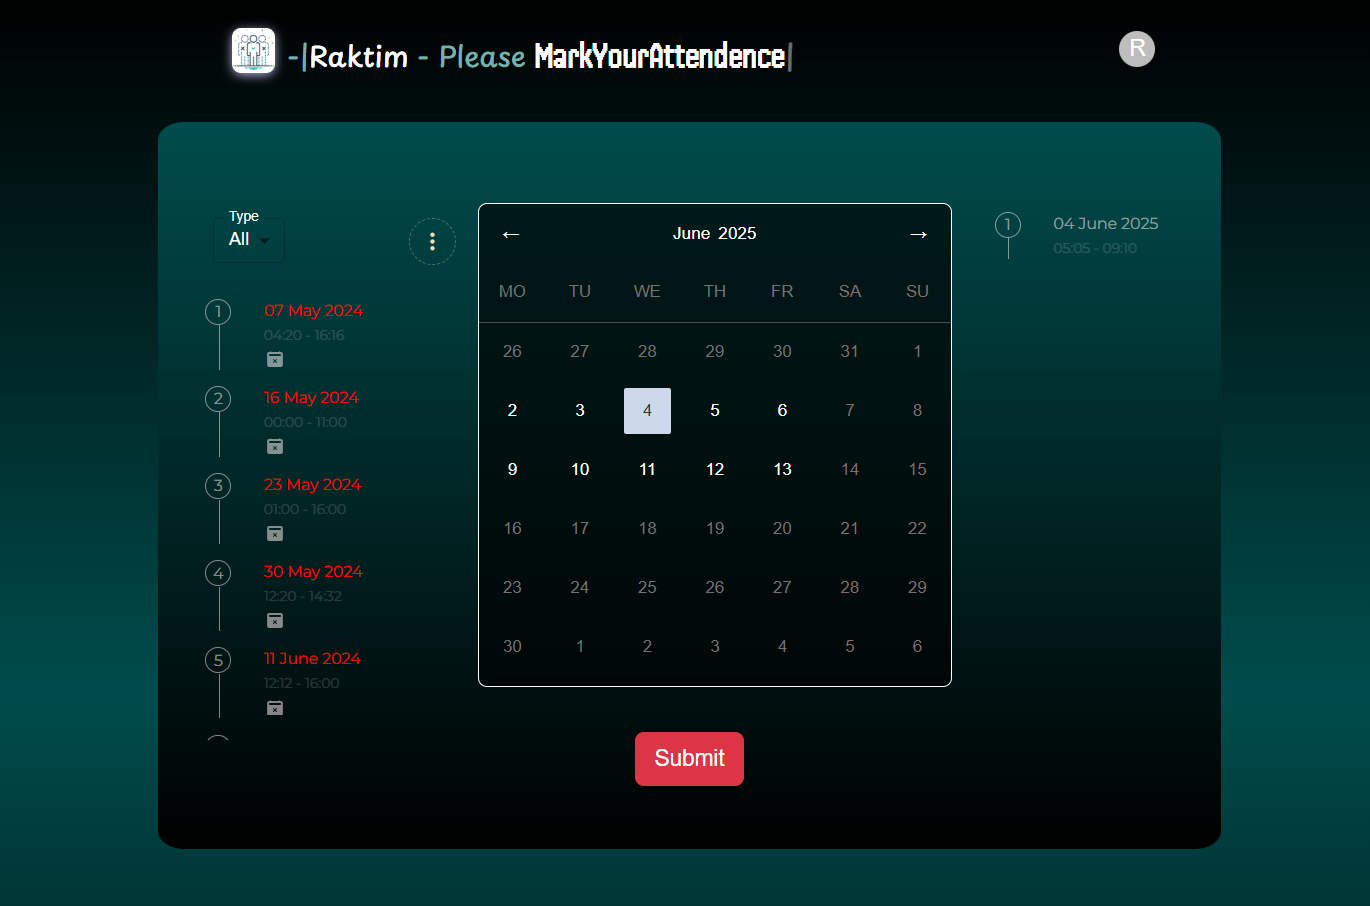 -|Raktim - Please MarkYourAttendence|
R
Type
All
1
07 May 2024
04:20 - 16:16
2
16 May 2024
00:00 - 11:00
3
23 May 2024
01:00 - 16:00
4
30 May 2024
12:20 - 14:32
5
11 June 2024
12:12 - 16:00
← June 2025 →
MO TU WE TH FR SA SU
26 27 28 29 30 31 1
2 3 4 5 6 7 8
9 10 11 12 13 14 15
16 17 18 19 20 21 22
23 24 25 26 27 28 29
30 1 2 3 4 5 6
Submit
1
04 June 2025
05:05 - 09:10